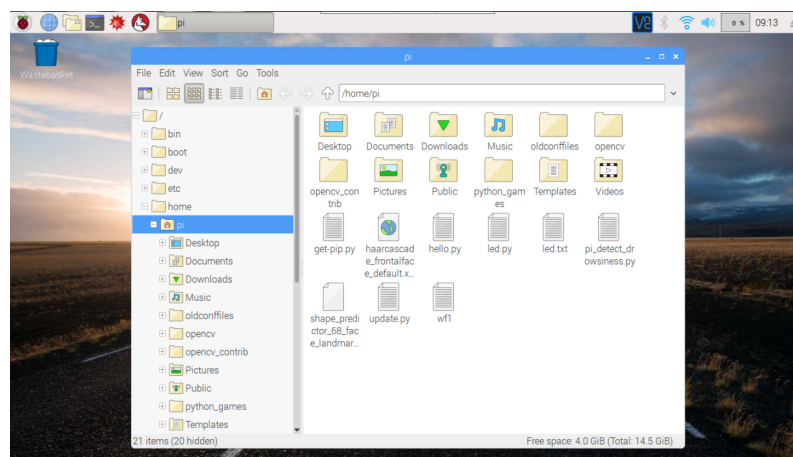 pi
V2
0 %
09:13
Wastebasket
pi
File Edit View Sort Go Tools
/home/pi
/
bin
boot
dev
etc
home
pi
Desktop
Documents
Downloads
Music
oldconffiles
opencv
opencv_contrib
Pictures
Public
python_games
Templates
Desktop Documents Downloads Music oldconffiles opencv
opencv_con
trib
Pictures
Public
python_gam
es
Templates
Videos
get-pip.py
haarcascad
e_frontalfac
e_default.x...
hello.py
led.py
led.txt
pi_detect_dr
owsiness.py
shape_predi
ctor_68_fac
e_landmar...
update.py
wf1
21 items (20 hidden)
Free space: 4.0 GiB (Total: 14.5 GiB)